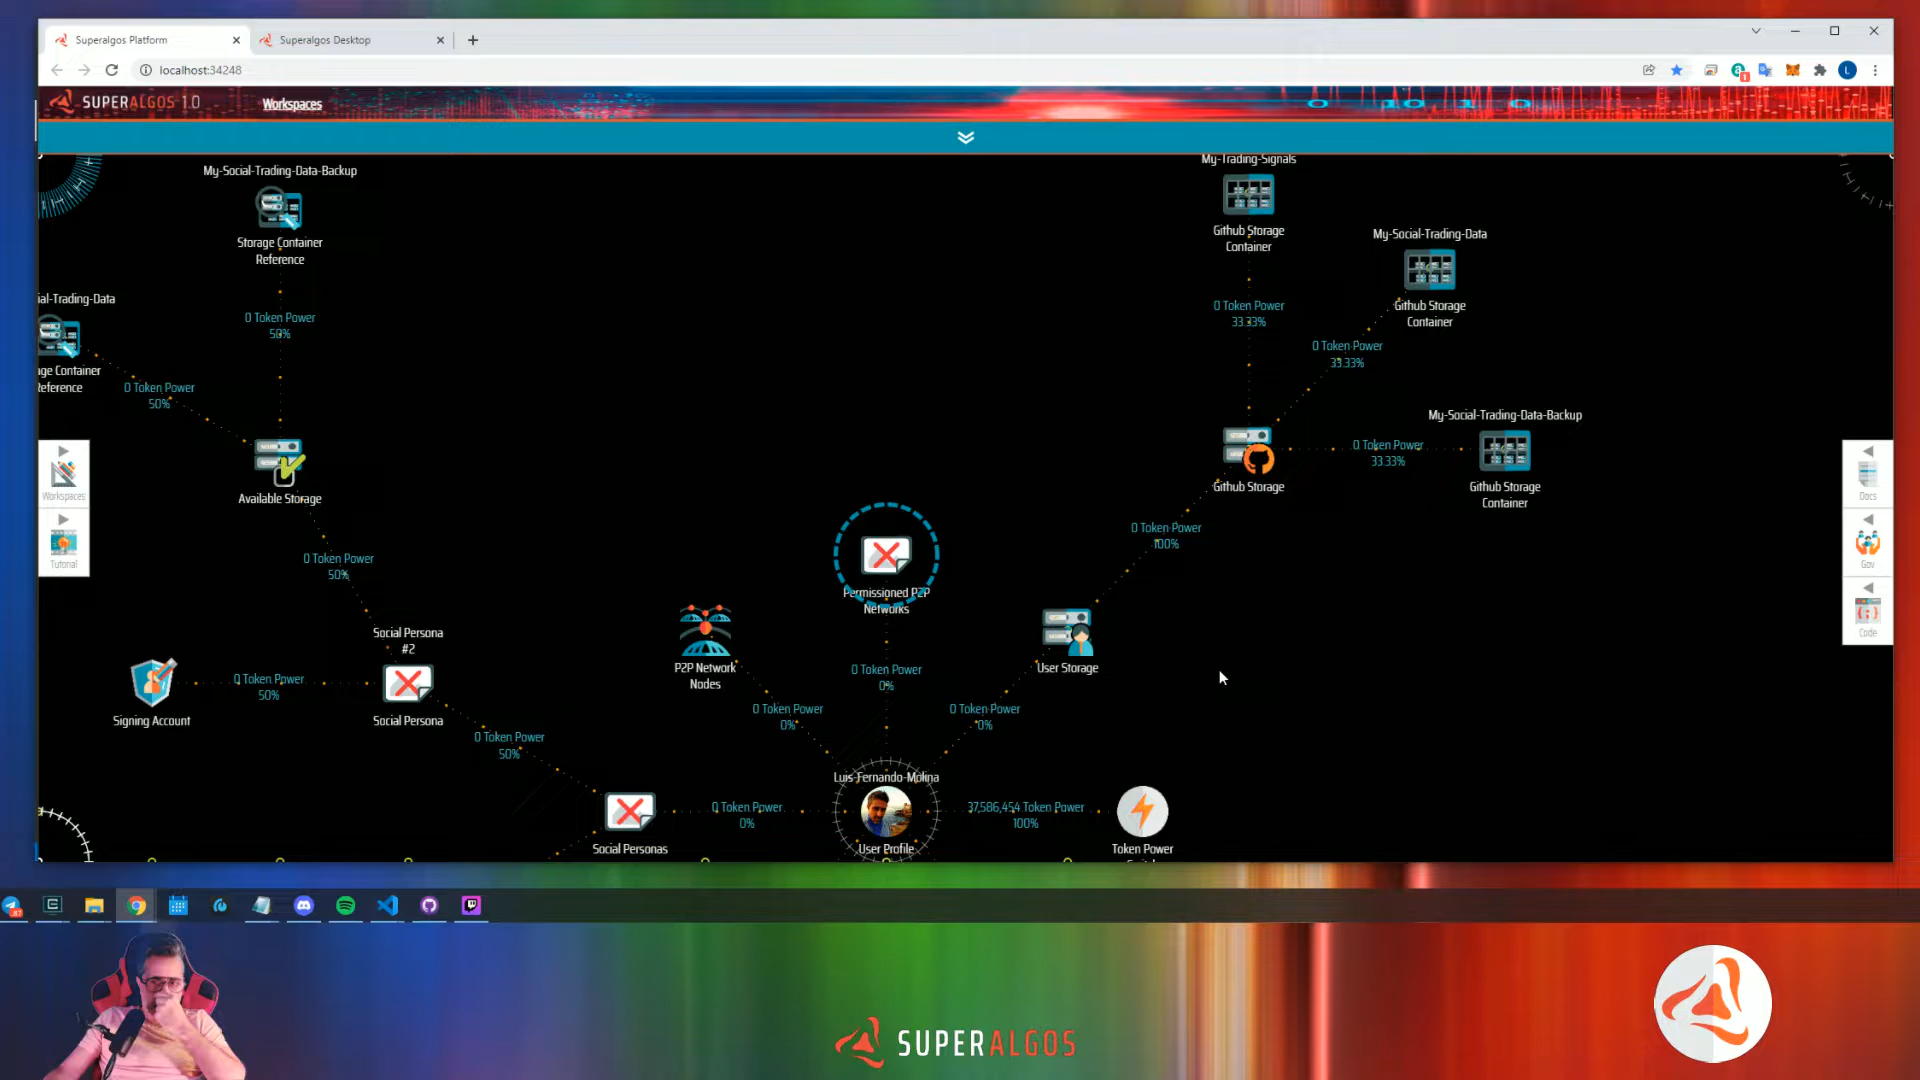 Superalgos Platform
Superalgos Desktop
localhost:34248
SUPERALGOS 1.0
Workspaces
My-Social-Trading-Data-Backup
Storage Container
Reference
0 Token Power
50%
ial-Trading-Data
age Container
Reference
0 Token Power
50%
Available Storage
0 Token Power
50%
Social Persona
#2
Social Persona
Signing Account
0 Token Power
50%
0 Token Power
50%
Social Personas
0 Token Power
0%
P2P Network
Nodes
0 Token Power
0%
Permissioned P2P
Networks
0 Token Power
0%
Luis-Fernando-Molina
User Profile
37,586,454 Token Power
100%
Token Power
User Storage
0 Token Power
0%
0 Token Power
100%
Github Storage
My-Trading-Signals
Github Storage
Container
0 Token Power
33.33%
My-Social-Trading-Data
Github Storage
Container
0 Token Power
33.33%
My-Social-Trading-Data-Backup
Github Storage
Container
0 Token Power
33.33%
Workspaces
Tutorial
Docs
Gov
Code
L
SUPERALGOS